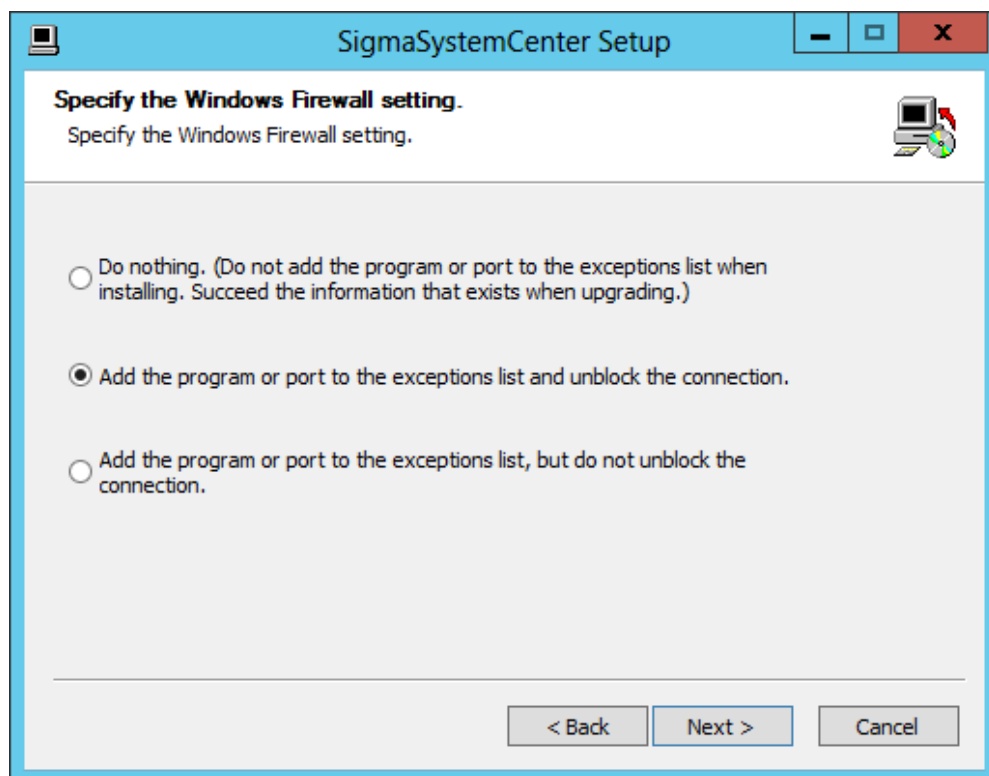 SigmaSystemCenter Setup
Specify the Windows Firewall setting.
Specify the Windows Firewall setting.
Do nothing. (Do not add the program or port to the exceptions list when
installing. Succeed the information that exists when upgrading.)
Add the program or port to the exceptions list and unblock the connection.
Add the program or port to the exceptions list, but do not unblock the
connection.
< Back
Next >
Cancel